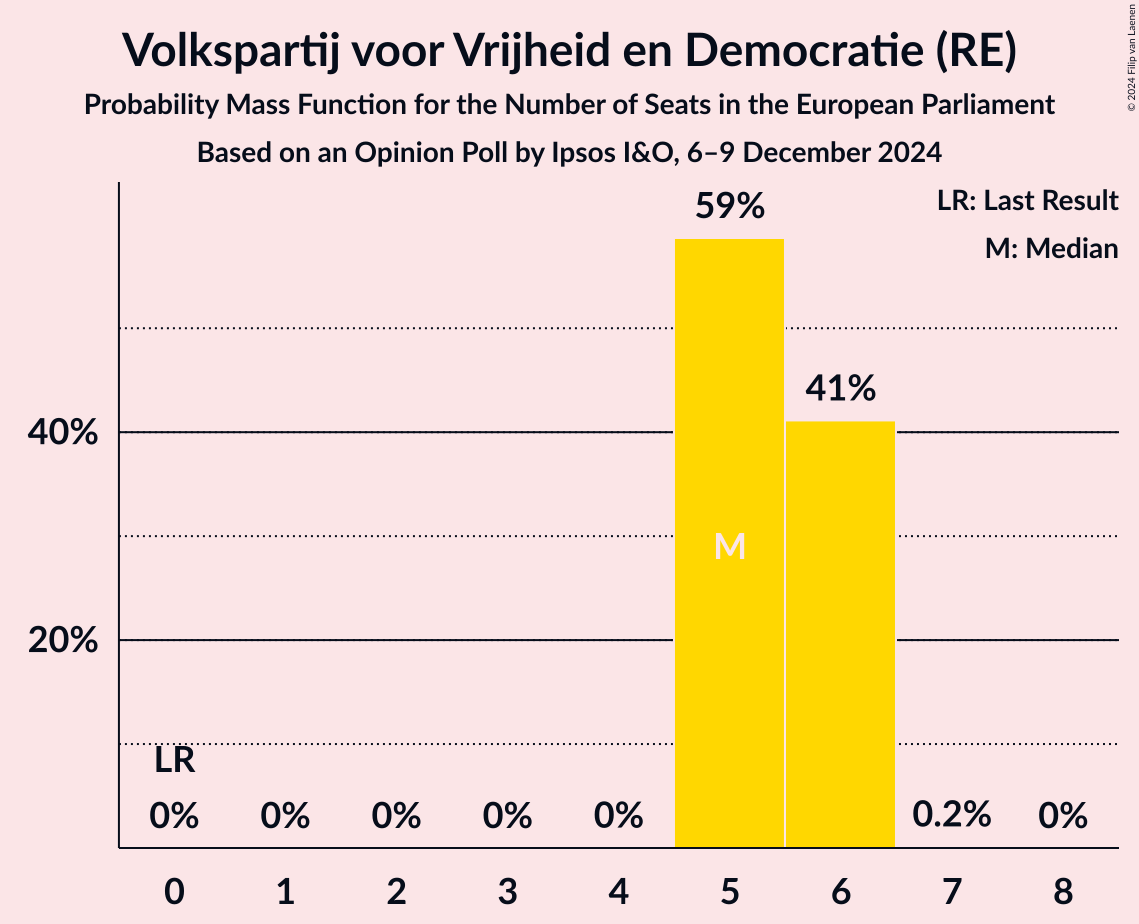 Volkspartij voor Vrijheid en Democratie (RE)
Probability Mass Function for the Number of Seats in the European Parliament
Based on an Opinion Poll by Ipsos I&O, 6–9 December 2024
© 2024 Filip van Laenen
LR: Last Result
M: Median
59%
41%
40%
M
20%
LR
0%
0%
0%
0%
0%
0.2%
0%
0
1
2
3
4
5
6
7
8